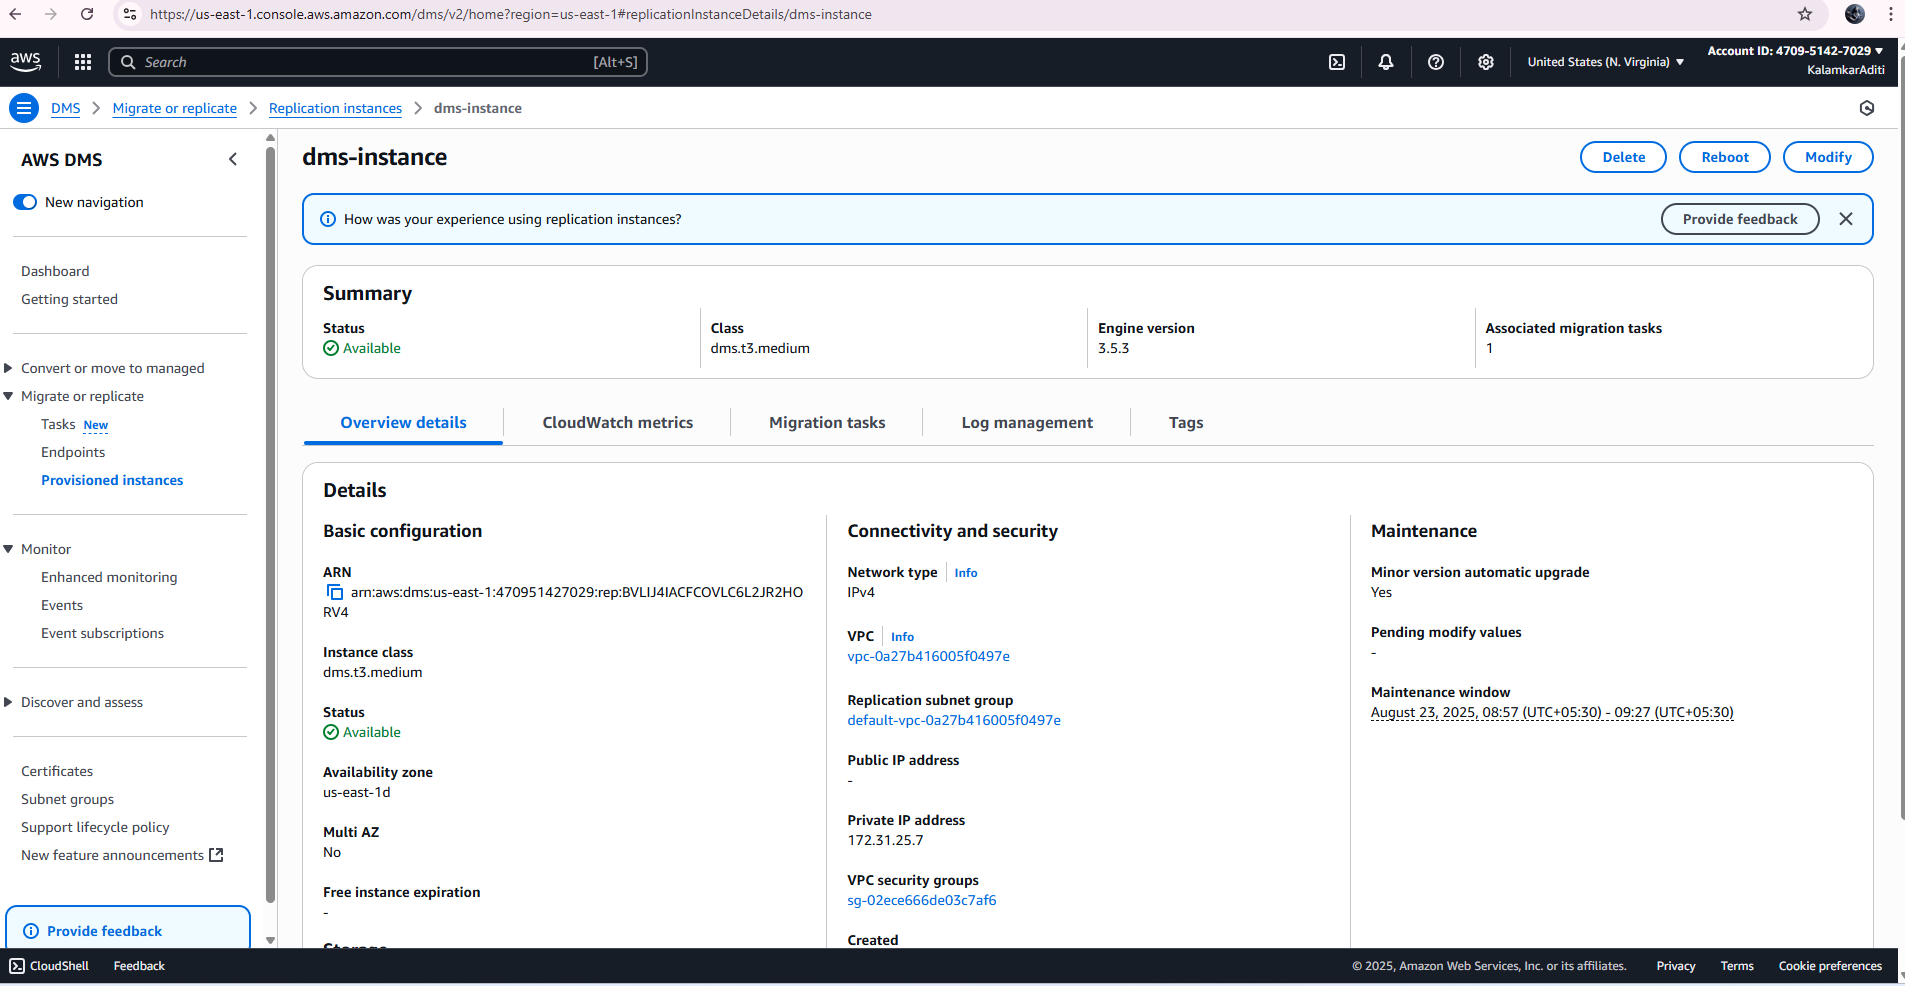 https://us-east-1.console.aws.amazon.com/dms/v2/home?region=us-east-1#replicationInstanceDetails/dms-instance
aws
Search
[Alt+S]
United States (N. Virginia)
Account ID: 4709-5142-7029
KalamkarAditi
DMS
Migrate or replicate
Replication instances
dms-instance
AWS DMS
New navigation
Dashboard
Getting started
Convert or move to managed
Migrate or replicate
Tasks New
Endpoints
Provisioned instances
Monitor
Enhanced monitoring
Events
Event subscriptions
Discover and assess
Certificates
Subnet groups
Support lifecycle policy
New feature announcements
Provide feedback
dms-instance
Delete
Reboot
Modify
How was your experience using replication instances?
Provide feedback
Summary
Status
Available
Class
dms.t3.medium
Engine version
3.5.3
Associated migration tasks
1
Overview details
CloudWatch metrics
Migration tasks
Log management
Tags
Details
Basic configuration
ARN
arn:aws:dms:us-east-1:470951427029:rep:BVLIJ4IACFCOVLC6L2JR2HO
RV4
Instance class
dms.t3.medium
Status
Available
Availability zone
us-east-1d
Multi AZ
No
Free instance expiration
-
Storage
Connectivity and security
Network type Info
IPv4
VPC Info
vpc-0a27b416005f0497e
Replication subnet group
default-vpc-0a27b416005f0497e
Public IP address
-
Private IP address
172.31.25.7
VPC security groups
sg-02ece666de03c7af6
Created
Maintenance
Minor version automatic upgrade
Yes
Pending modify values
-
Maintenance window
August 23, 2025, 08:57 (UTC+05:30) - 09:27 (UTC+05:30)
CloudShell
Feedback
© 2025, Amazon Web Services, Inc. or its affiliates.
Privacy
Terms
Cookie preferences